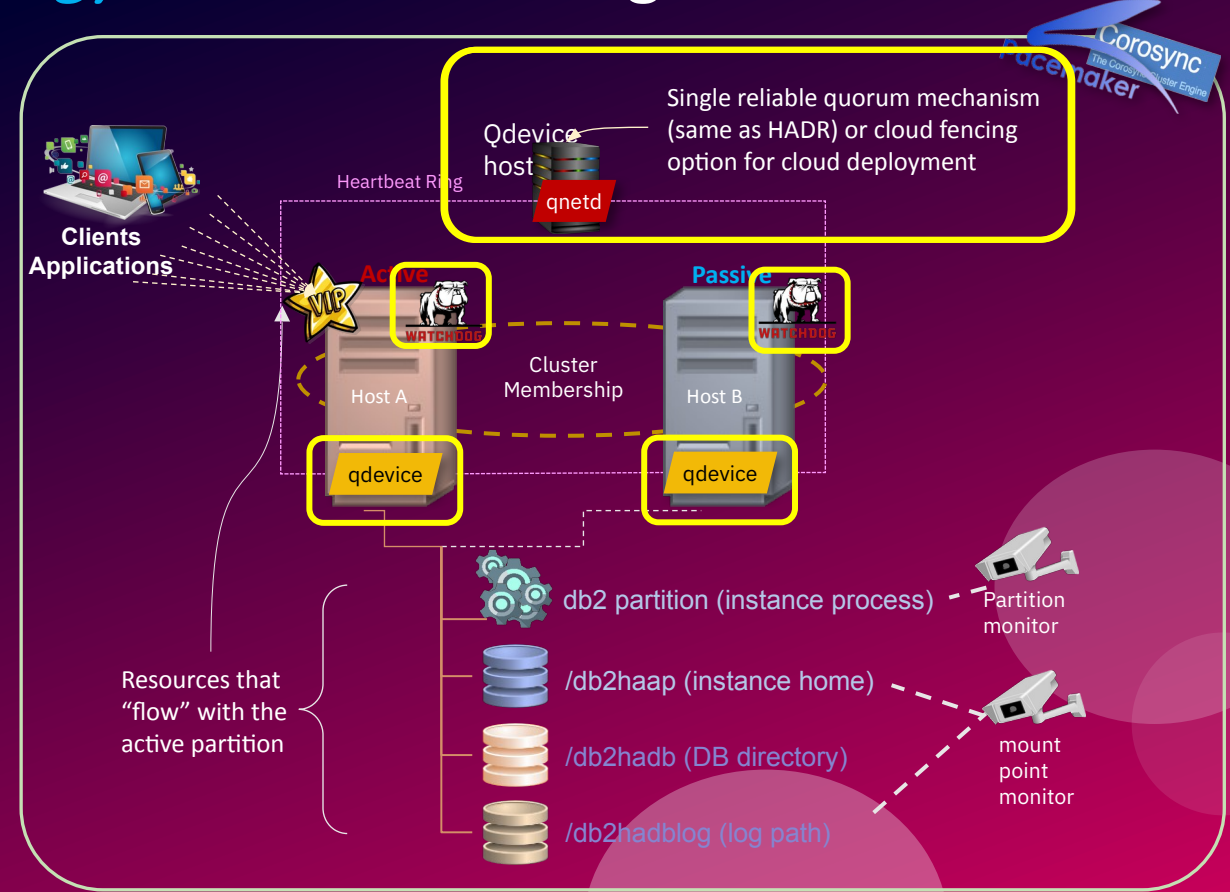 Corosync
The Corosync Cluster Engine
Pacemaker
Single reliable quorum mechanism
(same as HADR) or cloud fencing
option for cloud deployment
Qdevice
host
qnetd
Heartbeat Ring
Clients
Applications
VIP
Active
WATCHDOG
Passive
WATCHDOG
Cluster
Membership
Host A
Host B
qdevice
qdevice
db2 partition (instance process)
Partition
monitor
/db2haap (instance home)
Resources that
“flow” with the
active partition
/db2hadb (DB directory)
mount
point
monitor
/db2hadblog (log path)